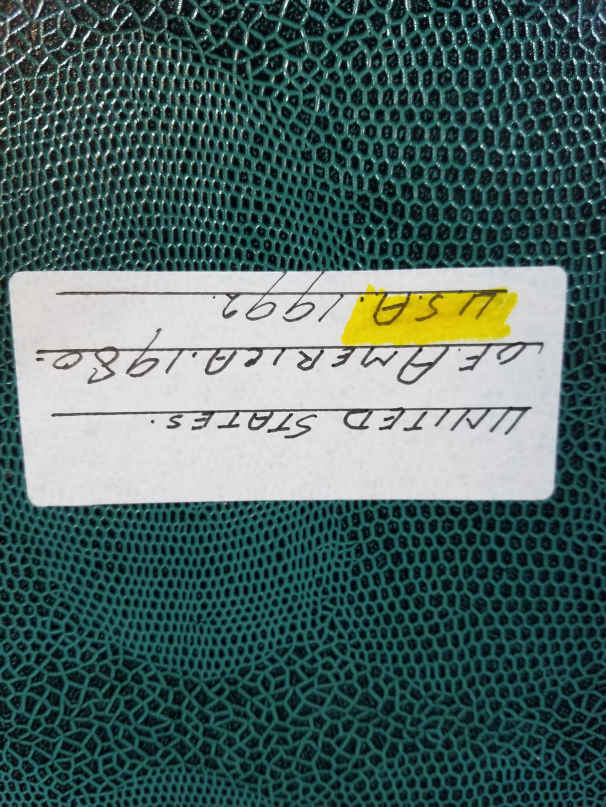 UNITED STATES.
OF. AMERICA. 1980-
U.S.A. 1992.